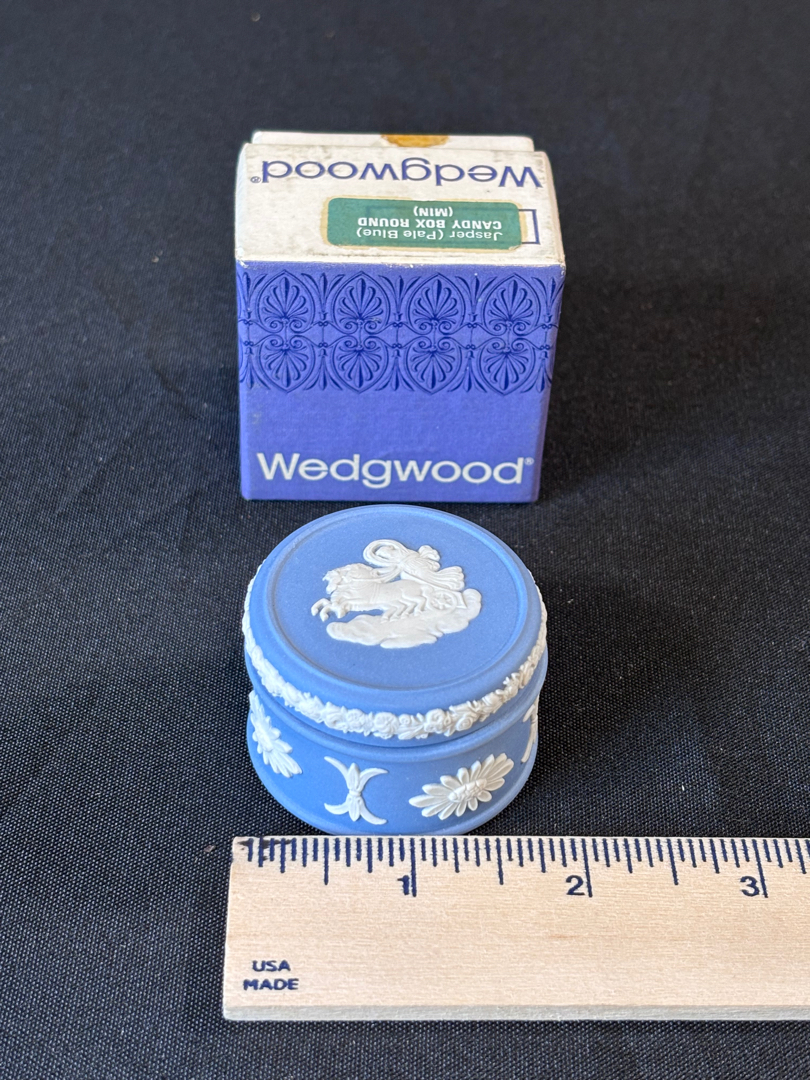 Wedgwood®
Jasper (Pale Blue)
CANDY BOX ROUND
(MIN)
Wedgwood®
1 2 3
USA
MADE